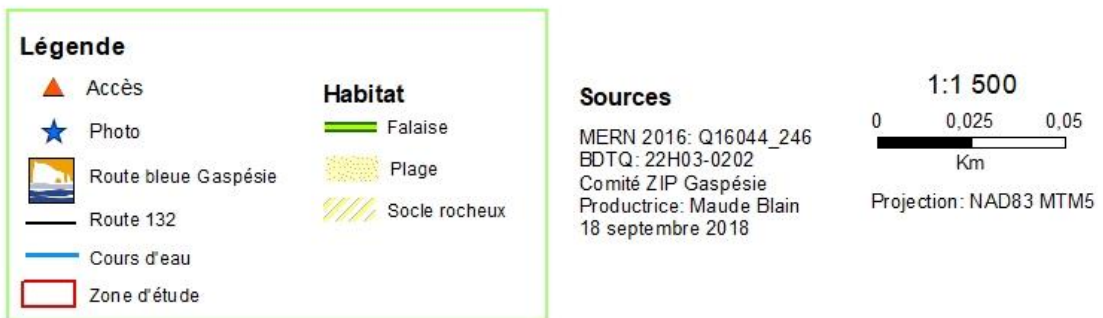 Légende
Accès
Photo
Route bleue Gaspésie
Route 132
Cours d'eau
Zone d'étude
Habitat
Falaise
Plage
Socle rocheux
Sources
MERN 2016: Q16044_246
BDTQ: 22H03-0202
Comité ZIP Gaspésie
Productrice: Maude Blain
18 septembre 2018
1:1 500
0 0,025 0,05
Km
Projection: NAD83 MTM5